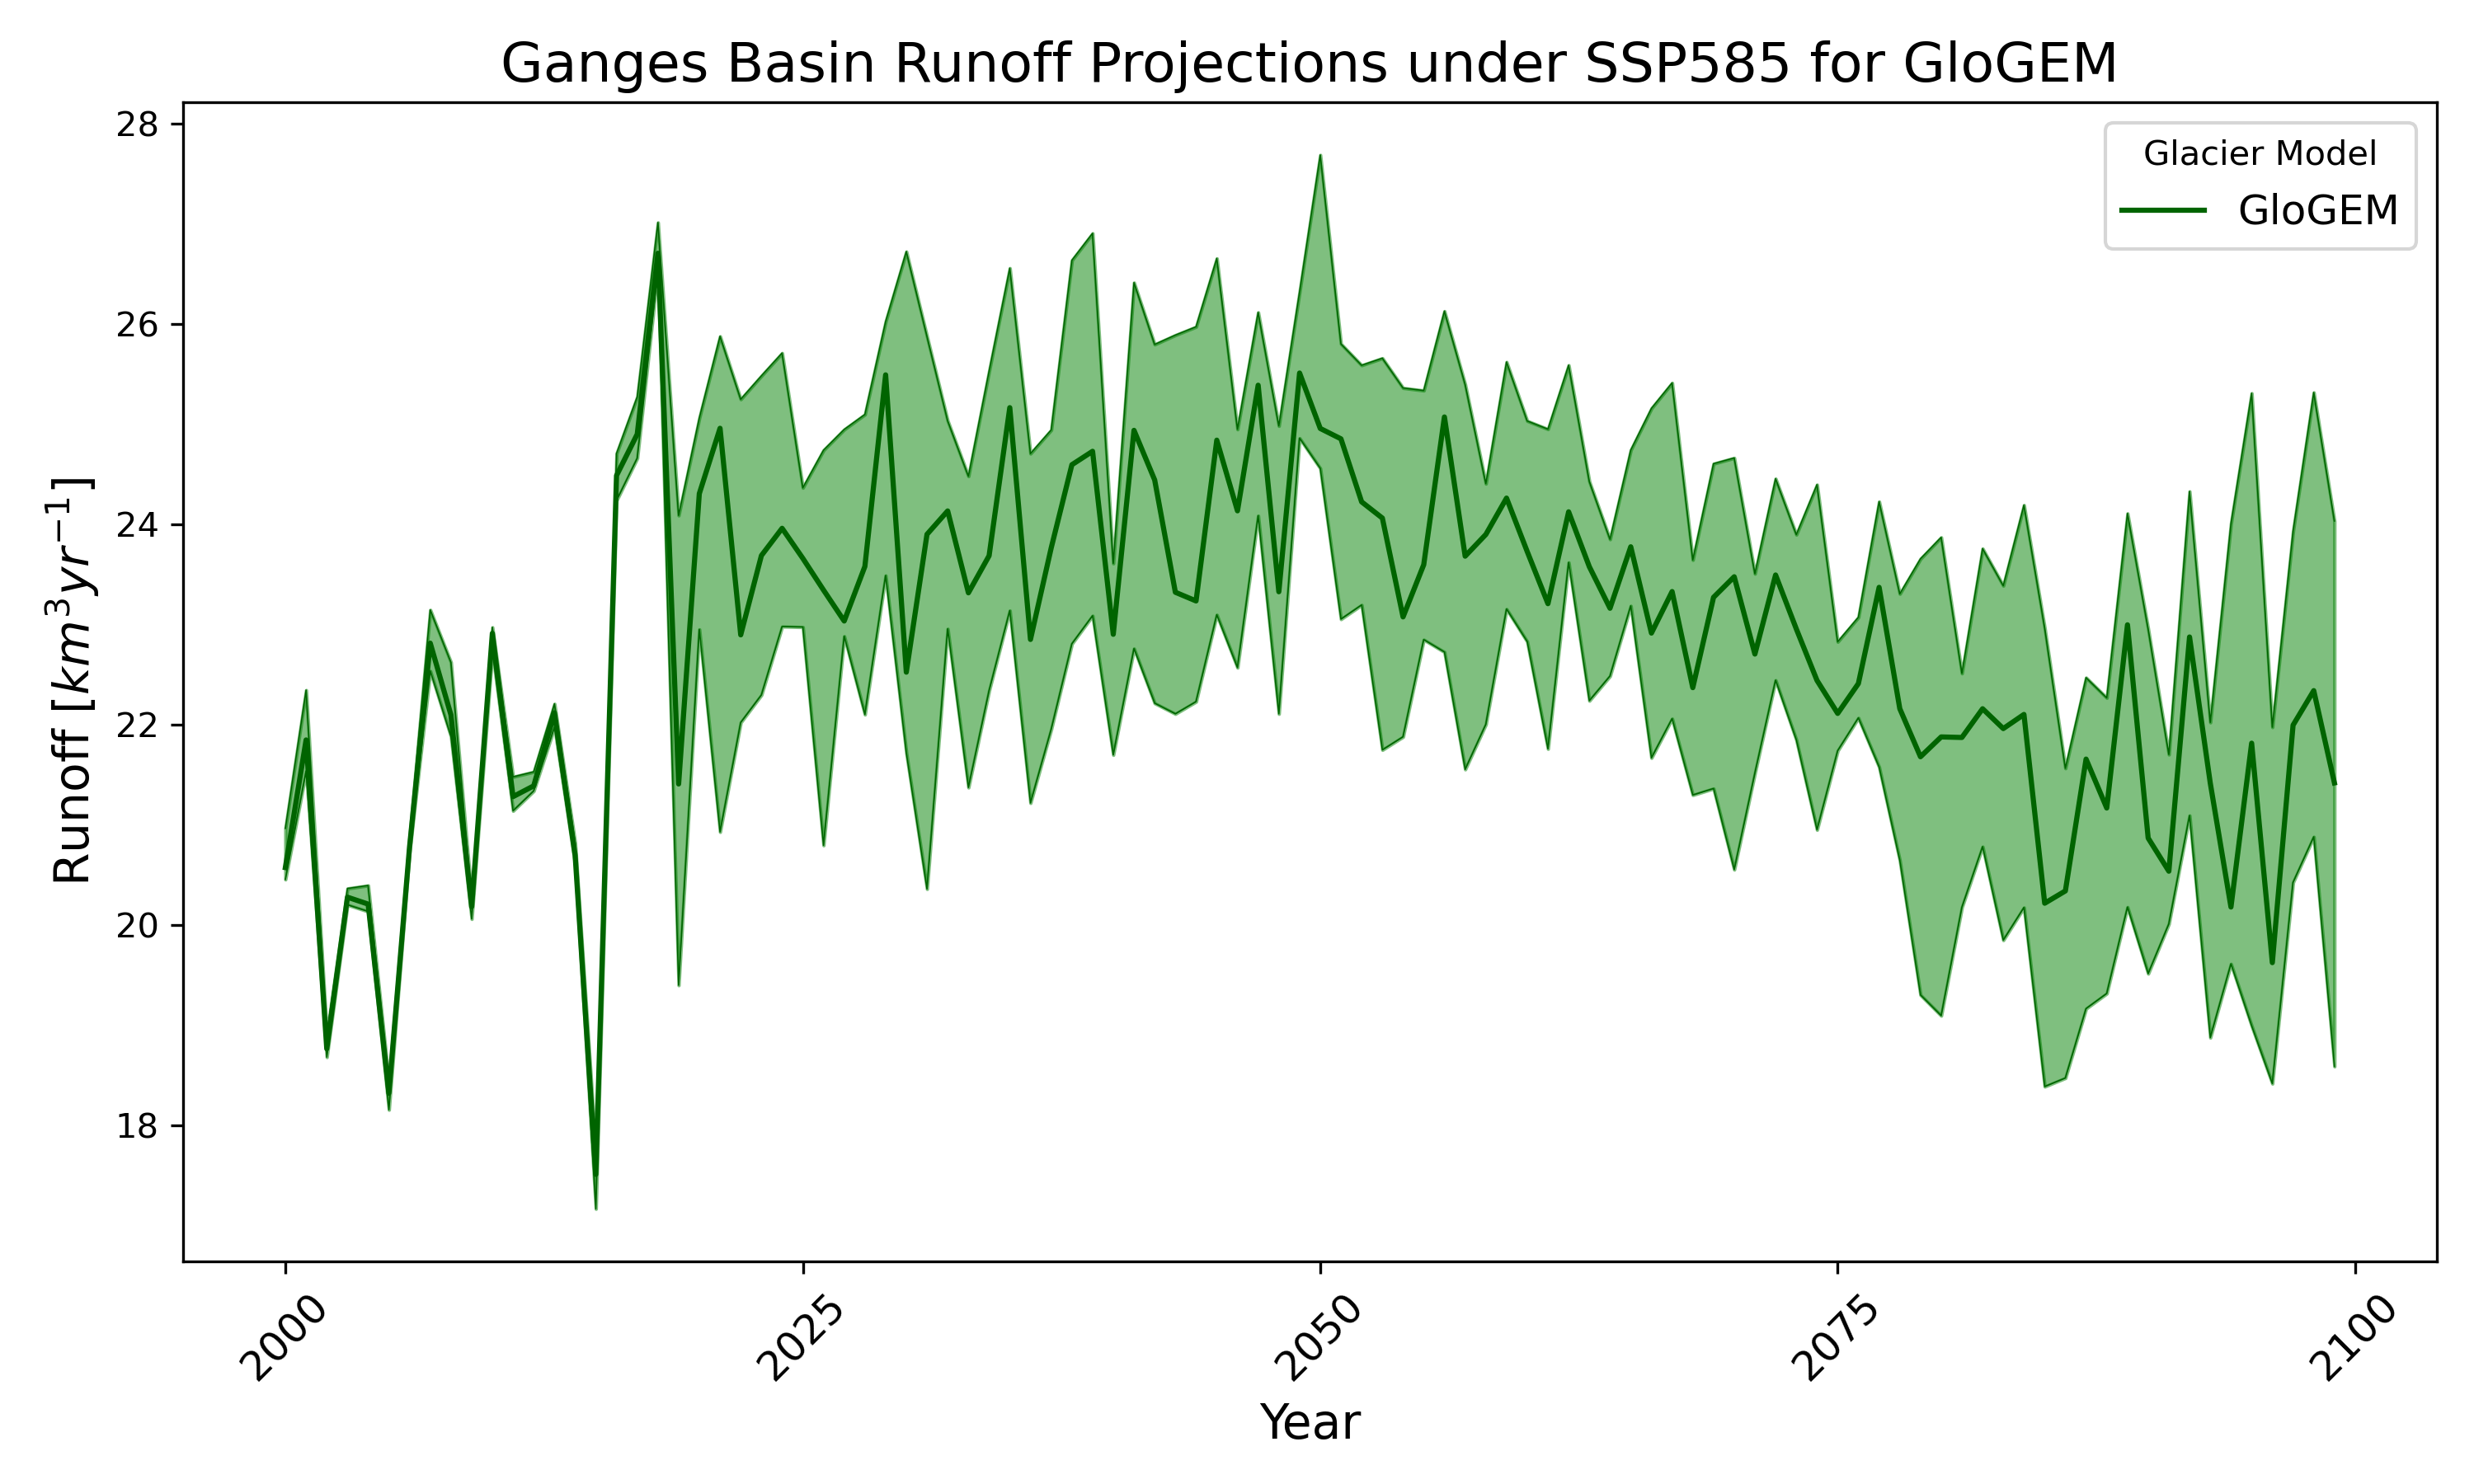 Ganges Basin Runoff Projections under SSP585 for GloGEM
Glacier Model
GloGEM
28
26
24
22
20
18
Runoff [km³yr⁻¹]
2000
2025
2050
2075
2100
Year